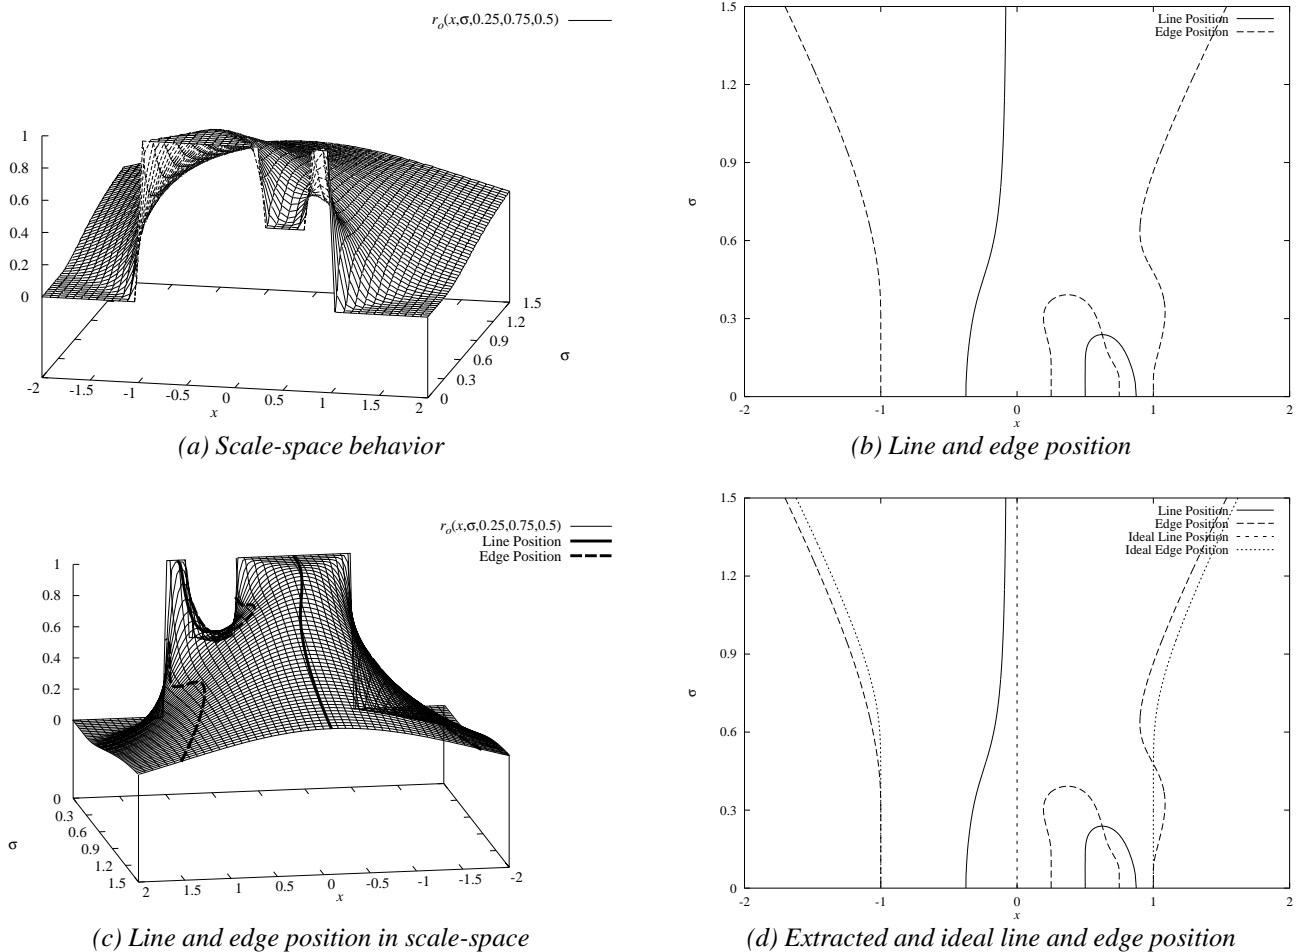 r_o(x,σ,0.25,0.75,0.5)
1
0.8
0.6
0.4
0.2
0
-2 -1.5 -1 -0.5 0 0.5 1 1.5 2
x
0 0.3 0.6 0.9 1.2 1.5
σ
(a) Scale-space behavior
Line Position
Edge Position
1.5
1.2
0.9
0.6
0.3
0
σ
-2 -1 0 1 2
x
(b) Line and edge position
r_o(x,σ,0.25,0.75,0.5)
Line Position
Edge Position
1
0.8
0.6
0.4
0.2
0
0 0.3 0.6 0.9 1.2 1.5
σ
2 1.5 1 0.5 0 -0.5 -1 -1.5 -2
x
(c) Line and edge position in scale-space
Line Position
Edge Position
Ideal Line Position
Ideal Edge Position
1.5
1.2
0.9
0.6
0.3
0
σ
-2 -1 0 1 2
x
(d) Extracted and ideal line and edge position